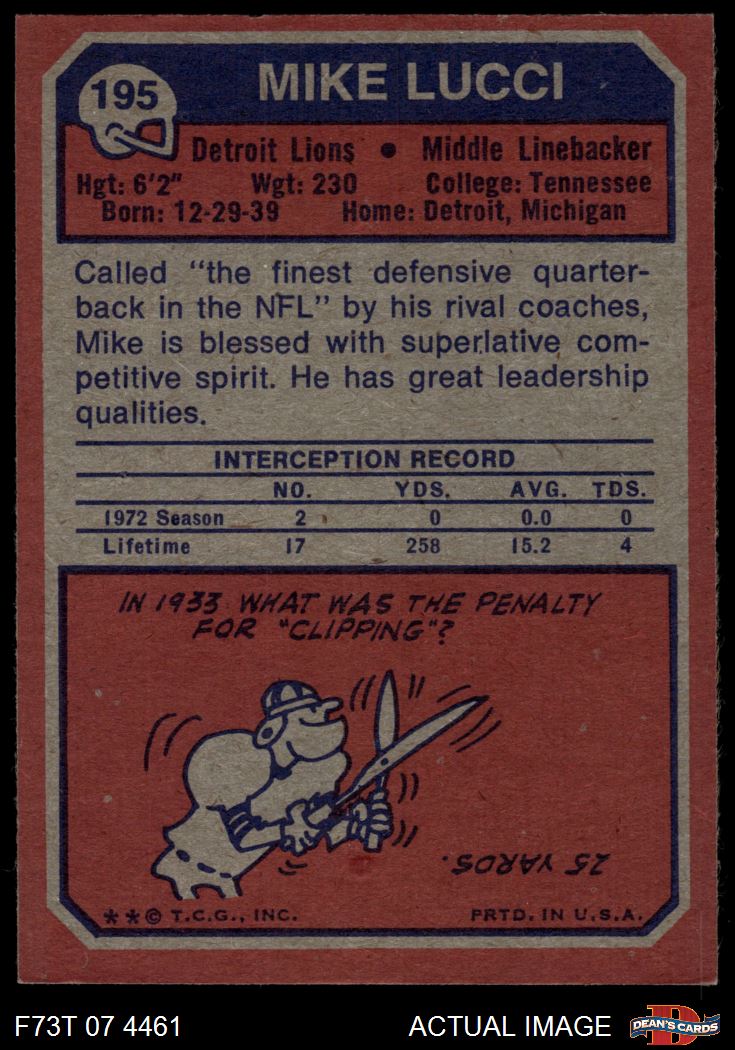 195
MIKE LUCCI
Detroit Lions • Middle Linebacker
Hgt: 6'2" Wgt: 230 College: Tennessee
Born: 12-29-39 Home: Detroit, Michigan
Called "the finest defensive quarter-
back in the NFL" by his rival coaches,
Mike is blessed with superlative com-
petitive spirit. He has great leadership
qualities.
INTERCEPTION RECORD
NO. YDS. AVG. TDS.
1972 Season 2 0 0.0 0
Lifetime 17 258 15.2 4
IN 1933 WHAT WAS THE PENALTY
FOR "CLIPPING"?
25 YARDS.
**© T.C.G., INC. PRTD. IN U.S.A.
F73T 07 4461 ACTUAL IMAGE
D
DEAN'S CARDS